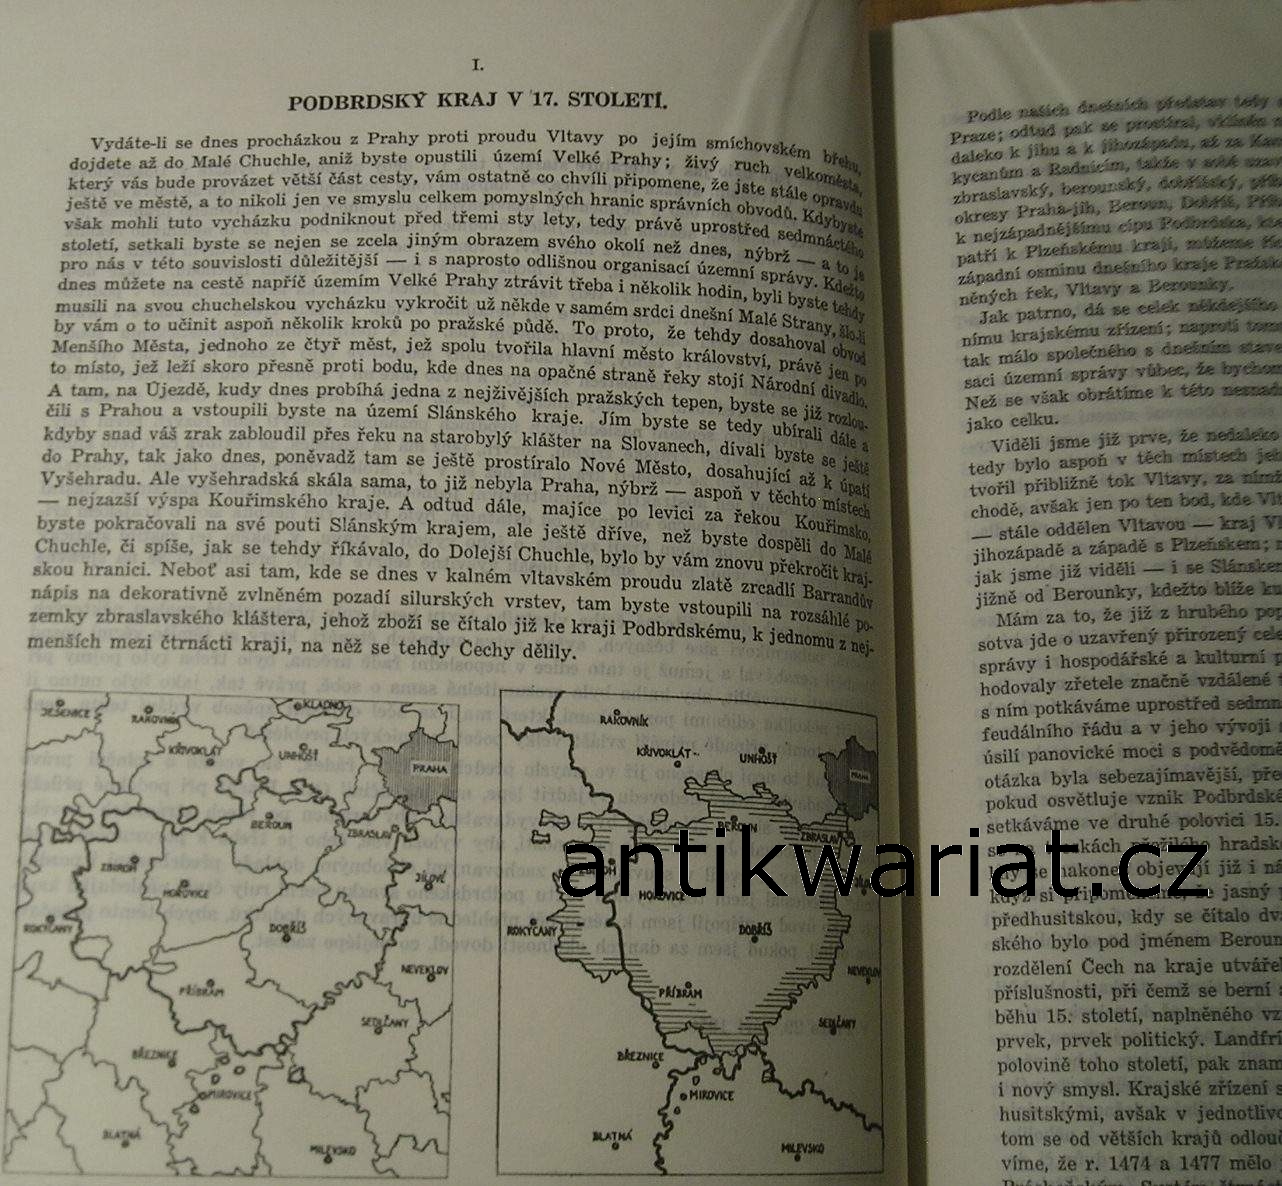 I.
PODBRDSKÝ KRAJ V 17. STOLETÍ.
Vydáte-li se dnes procházkou z Prahy proti proudu Vltavy po jejím smíchovském břehu,
dojdete až do Malé Chuchle, aniž byste opustili území Velké Prahy; živý ruch velkoměsta,
který vás bude provázet větší část cesty, vám ostatně co chvíli připomene, že jste stále opravdu
ještě ve městě, a to nikoli jen ve smyslu celkem pomyslných hranic správních obvodů. Kdybyste
však mohli tuto vycházku podniknout před třemi sty lety, tedy právě uprostřed sedmnáctého
století, setkali byste se nejen se zcela jiným obrazem svého okolí než dnes, nýbrž — a to je
pro nás v této souvislosti důležitější — i s naprosto odlišnou organisací územní správy. Kdežto
dnes můžete na cestě napříč územím Velké Prahy ztrávit třeba i několik hodin, byli byste tehdy
musili na svou chuchelskou vycházku vykročit už někde v samém srdci dnešní Malé Strany, šlo-li
by vám o to učinit aspoň několik kroků po pražské půdě. To proto, že tehdy dosahoval obvod
Menšího Města, jednoho ze čtyř měst, jež spolu tvořila hlavní město království, právě jen po
to místo, jež leží skoro přesně proti bodu, kde dnes na opačné straně řeky stojí Národní divadlo.
A tam, na Újezdě, kudy dnes probíhá jedna z nejživějších pražských tepen, byste se již rozlou-
čili s Prahou a vstoupili byste na území Slánského kraje. Jím byste se tedy ubírali dále a
kdyby snad váš zrak zabloudil přes řeku na starobylý klášter na Slovanech, dívali byste se ještě
do Prahy, tak jako dnes, poněvadž tam se ještě prostíralo Nové Město, dosahující až k úpatí
Vyšehradu. Ale vyšehradská skála sama, to již nebyla Praha, nýbrž — aspoň v těchto místech
— nejzazší výspa Kouřimského kraje. A odtud dále, majíce po levici za řekou Kouřimsko,
byste pokračovali na své pouti Slánským krajem, ale ještě dříve, než byste dospěli do Malé
Chuchle, či spíše, jak se tehdy říkávalo, do Dolejší Chuchle, bylo by vám znovu překročit kraj-
skou hranici. Neboť asi tam, kde se dnes v kalném vltavském proudu zlatě zrcadlí Barrandův
nápis na dekorativně zvlněném pozadí silurských vrstev, tam byste vstoupili na rozsáhlé po-
zemky zbraslavského kláštera, jehož zboží se čítalo již ke kraji Podbrdskému, k jednomu z nej-
menších mezi čtrnácti kraji, na něž se tehdy Čechy dělily.
JESENICE
RAKOVNÍK
KLADNO
KŘIVOKLÁT
UNHOŠŤ
PRAHA
BEROUN
ZBRASLAV
ZBIROH
HOŘOVICE
JÍLOVÉ
ROKYCANY
DOBŘÍŠ
NEVEKLOV
PŘÍBRAM
SEDLČANY
BŘEZNICE
MIROVICE
BLATNÁ
MILEVSKO
RAKOVNÍK
KŘIVOKLÁT
UNHOŠŤ
PRAHA
BEROUN
ZBRASLAV
HOŘOVICE
ROKYCANY
DOBŘÍŠ
NEVEKLOV
PŘÍBRAM
SEDLČANY
BŘEZNICE
MIROVICE
BLATNÁ
MILEVSKO
antikwariat.cz
Podle našich dnešních představ tedy
Praze; odtud pak se prostíral,
daleko k jihu a k jihozápadu, až za
kycanům a Radnicím, takže v sobě
zbraslavský, berounský, dobříšský,
okresy Praha-jih, Beroun, Dobříš,
k nejzápadnějšímu cípu Podbrdska,
patří k Plzeňskému kraji, můžeme
západní osminu dnešního kraje
něných řek, Vltavy a Berounky.
Jak patrno, dá se celek někdejšího
nímu krajskému zřízení; naproti
tak málo společného s dnešním
saci územní správy vůbec, že bychom
Než se však obrátíme k této
jako celku.
Viděli jsme již prve, že nedaleko
tedy bylo aspoň v těch místech
tvořil přibližně tok Vltavy, za
chodě, avšak jen po ten bod, kde
— stále oddělen Vltavou — kraj
jihozápadě a západě s Plzeňskem;
jak jsme již viděli — i se
jižně od Berounky, kdežto blíže
Mám za to, že již z hrubého
sotva jde o uzavřený přirozený
správy i hospodářské a kulturní
hodovaly zřetele značně vzdálené
s ním potkáváme uprostřed
feudálního řádu a v jeho vývoji
úsilí panovické moci s
otázka byla sebezajímavější,
pokud osvětluje vznik
setkáváme ve druhé polovici 15.
hradsko
se nakonec objevují již i
když si připomeneme, že jasný
předhusitskou, kdy se čítalo
ského bylo pod jménem
rozdělení Čech na kraje
příslušnosti, při čemž se berní
běhu 15. století, naplněného
prvek, prvek politický.
polovině toho století, pak
i nový smysl. Krajské zřízení
husitskými, avšak v
tom se od větších krajů
víme, že r. 1474 a 1477 mělo